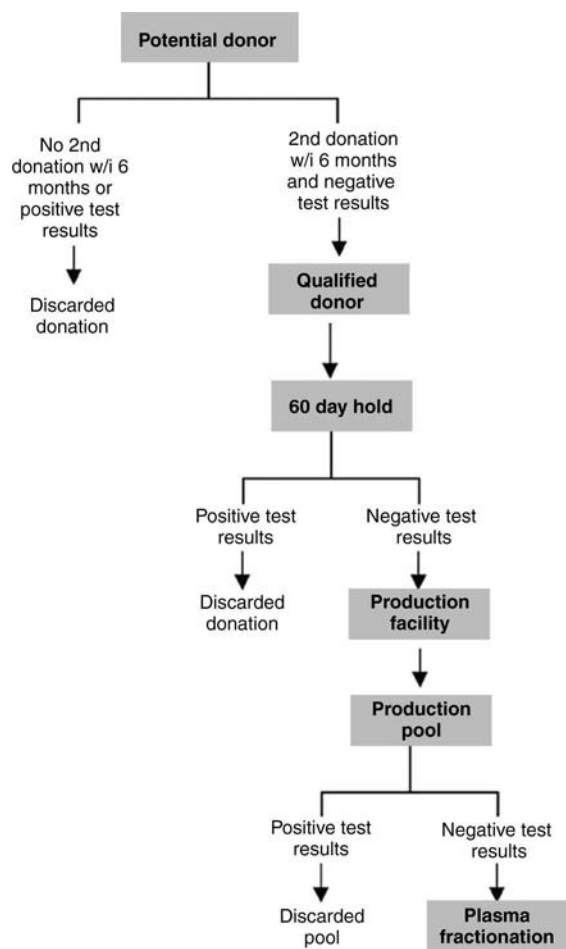 Potential donor
No 2nd
donation w/i 6
months or
positive test
results
2nd donation
w/i 6 months
and negative
test results
Discarded
donation
Qualified
donor
60 day hold
Positive test
results
Negative test
results
Discarded
donation
Production
facility
Production
pool
Positive test
results
Negative test
results
Discarded
pool
Plasma
fractionation